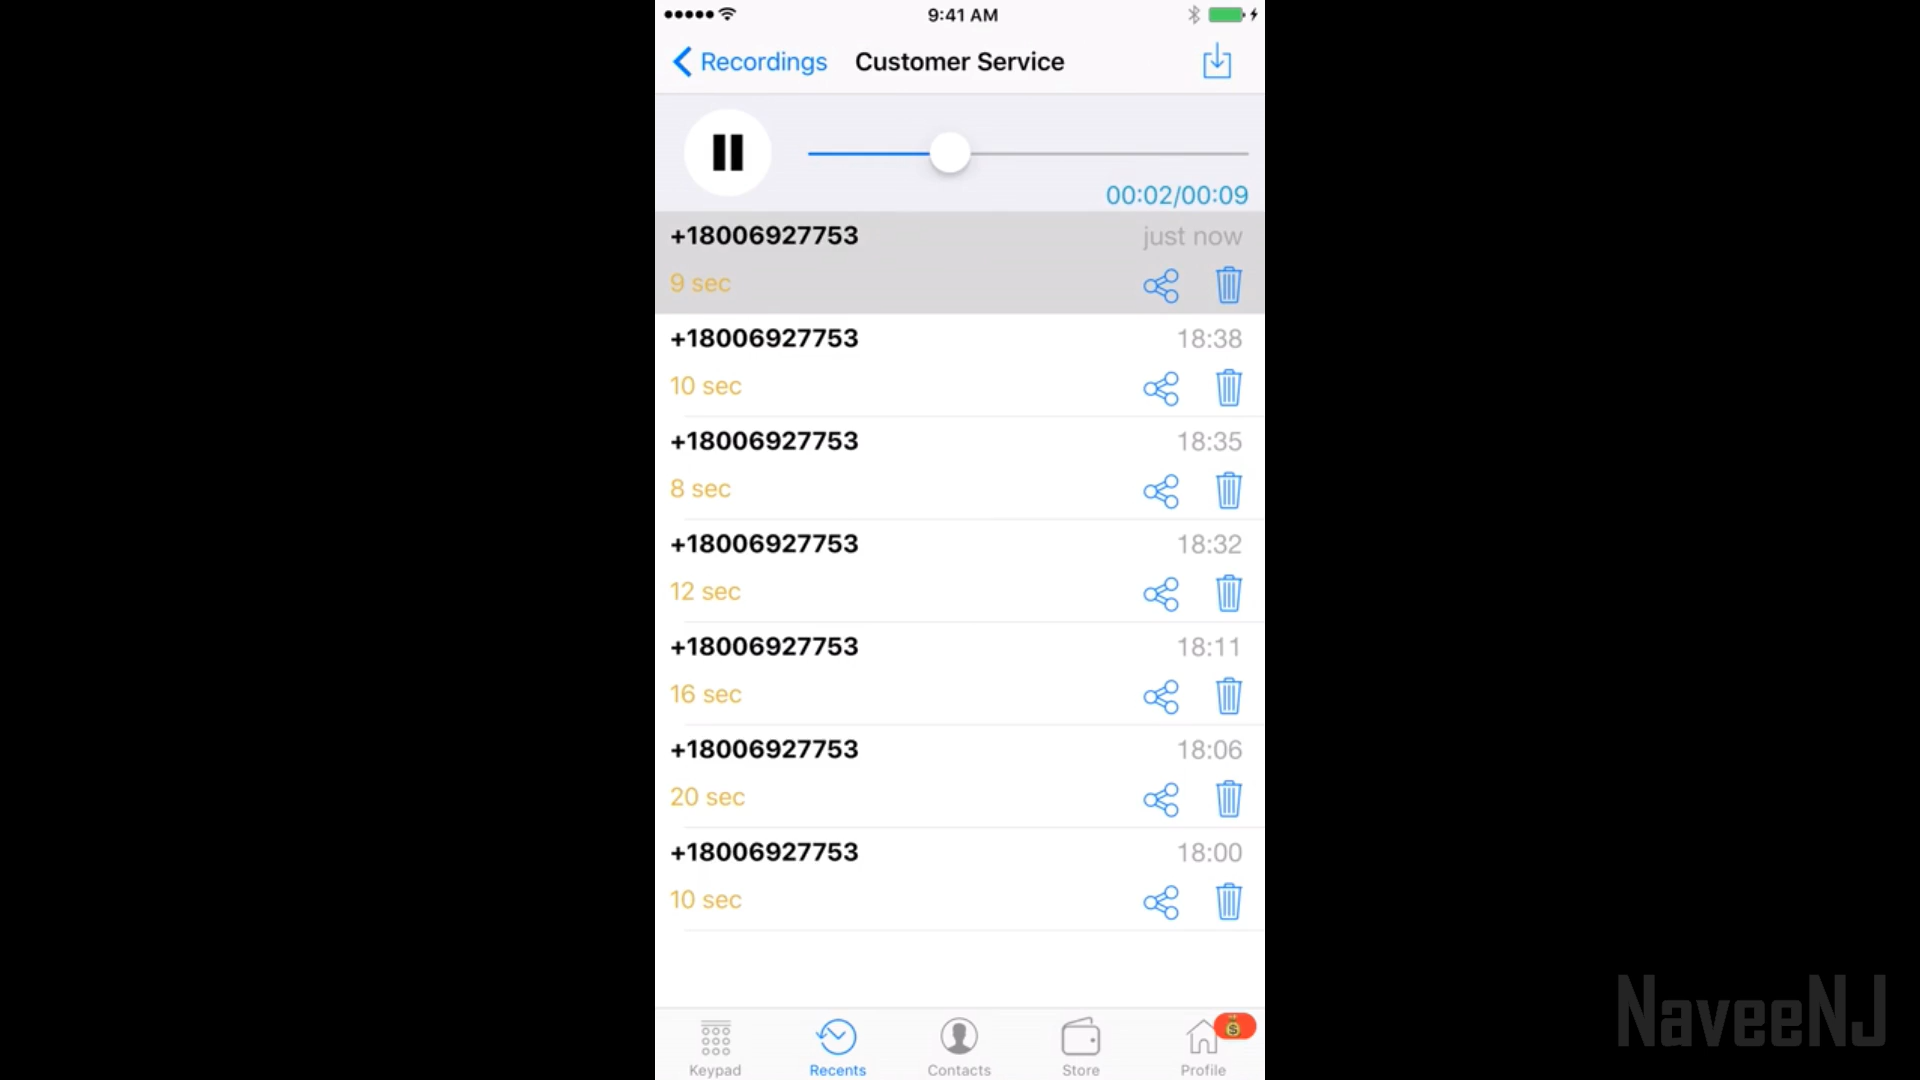 9:41 AM
Recordings
Customer Service
00:02/00:09
+18006927753
just now
9 sec
+18006927753
18:38
10 sec
+18006927753
18:35
8 sec
+18006927753
18:32
12 sec
+18006927753
18:11
16 sec
+18006927753
18:06
20 sec
+18006927753
18:00
10 sec
Keypad
Recents
Contacts
Store
Profile
NaveeNJ